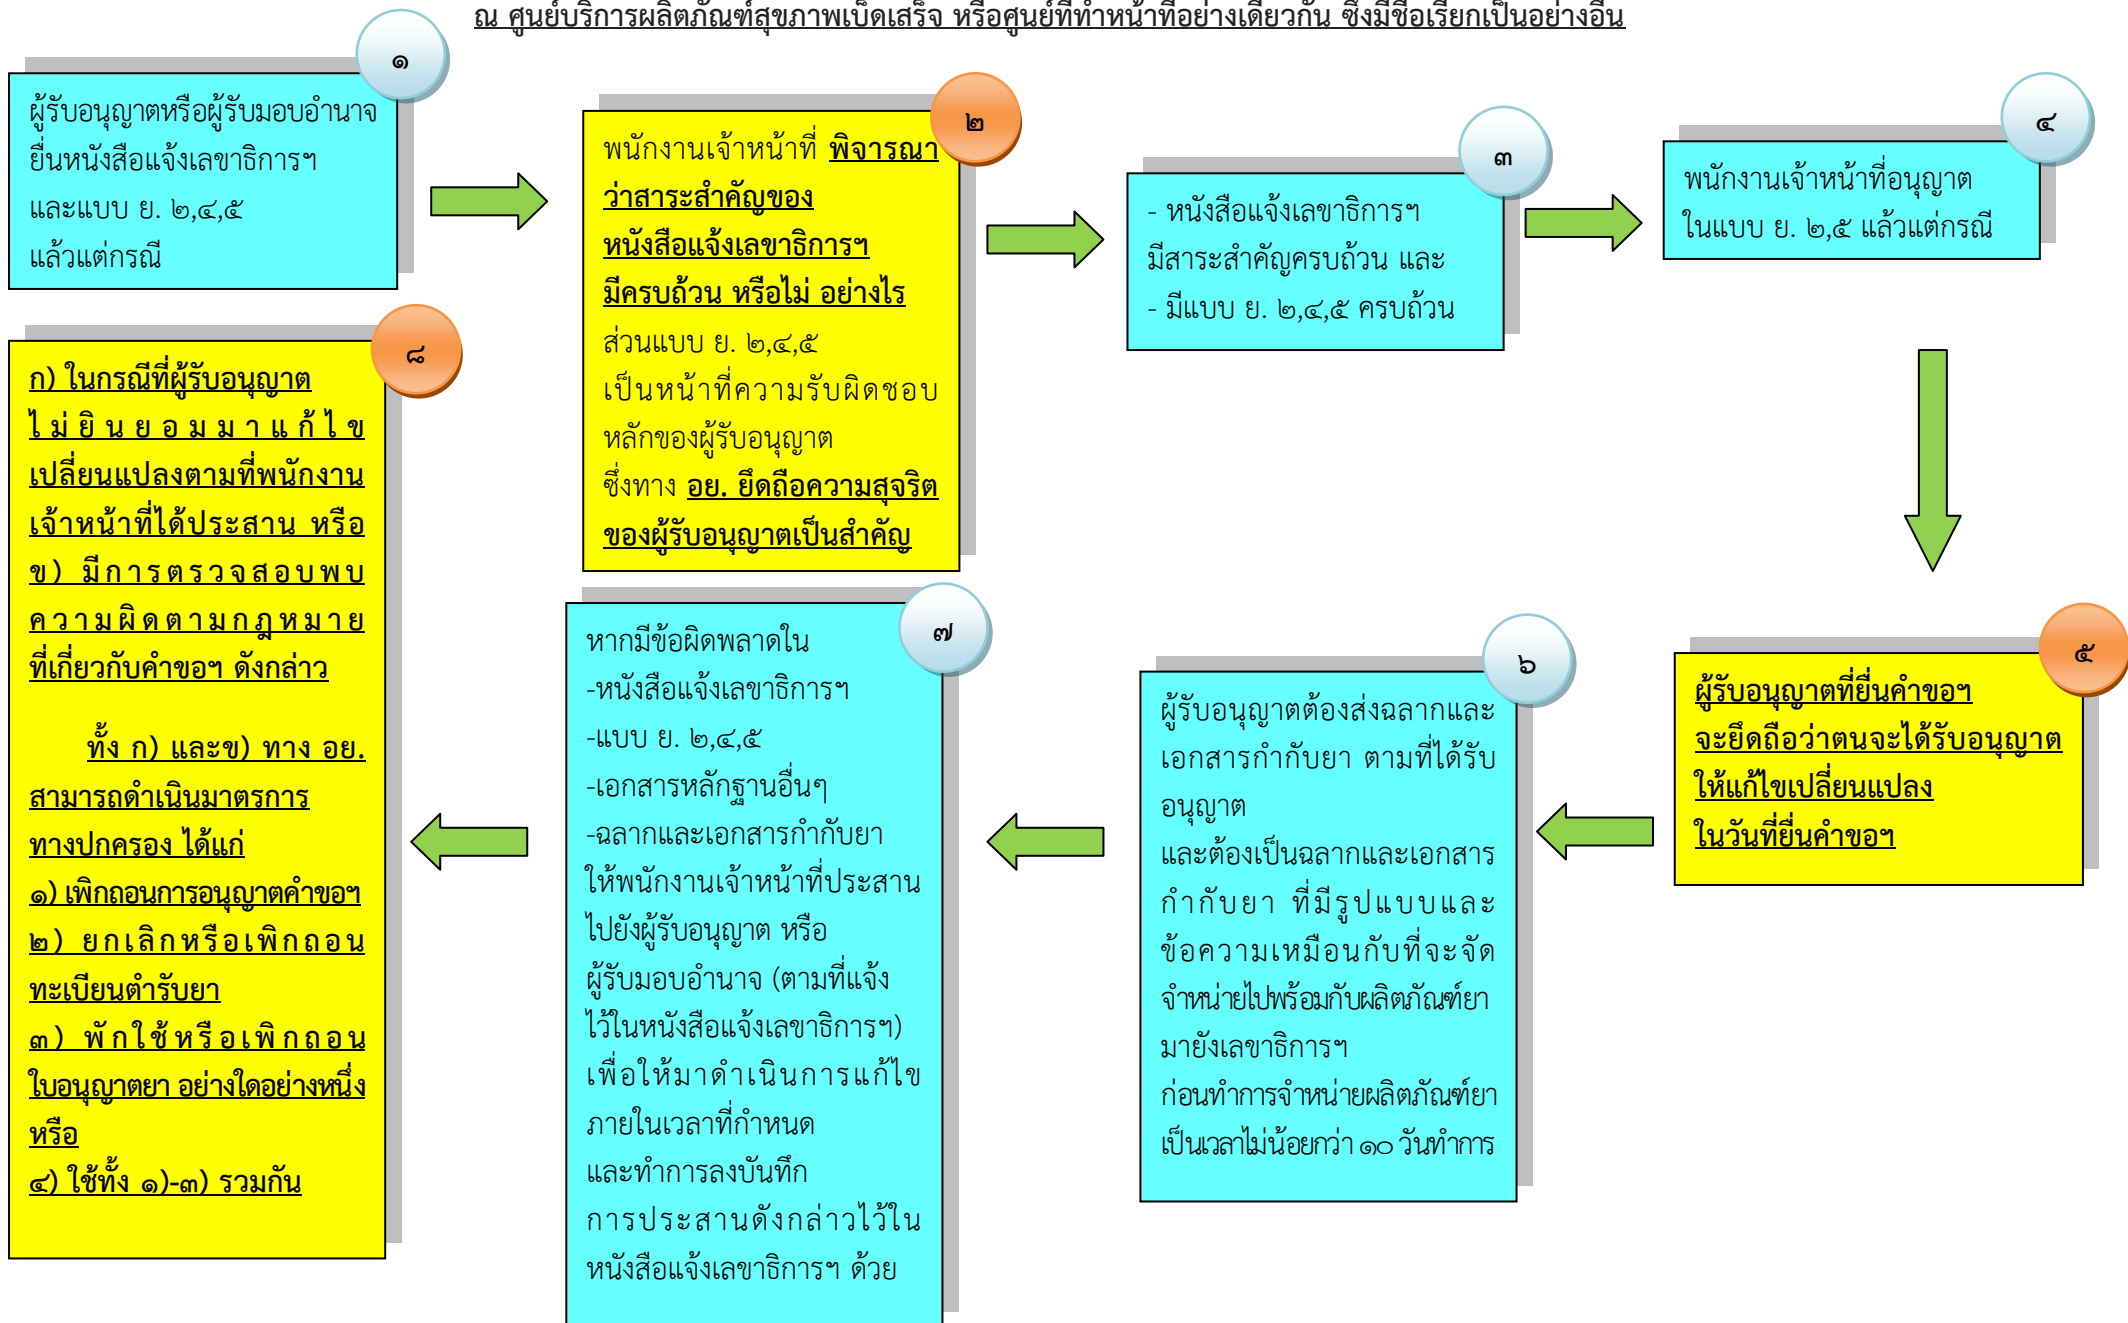 ณ ศูนย์บริการผลิตภัณฑ์สุขภาพเบ็ดเสร็จ หรือศูนย์ที่ทำหน้าที่อย่างเดียวกัน ซึ่งมีชื่อเรียกเป็นอย่างอื่น
๑
ผู้รับอนุญาตหรือผู้รับมอบอำนาจ
ยื่นหนังสือแจ้งเลขาธิการฯ
และแบบ ย. ๒,๔,๕
แล้วแต่กรณี
๒
พนักงานเจ้าหน้าที่ พิจารณา
ว่าสาระสำคัญของ
หนังสือแจ้งเลขาธิการฯ
มีครบถ้วน หรือไม่ อย่างไร
ส่วนแบบ ย. ๒,๔,๕
เป็นหน้าที่ความรับผิดชอบ
หลักของผู้รับอนุญาต
ซึ่งทาง อย. ยึดถือความสุจริต
ของผู้รับอนุญาตเป็นสำคัญ
๓
- หนังสือแจ้งเลขาธิการฯ
มีสาระสำคัญครบถ้วน และ
- มีแบบ ย. ๒,๔,๕ ครบถ้วน
๔
พนักงานเจ้าหน้าที่อนุญาต
ในแบบ ย. ๒,๕ แล้วแต่กรณี
๕
ผู้รับอนุญาตที่ยื่นคำขอฯ
จะยึดถือว่าตนจะได้รับอนุญาต
ให้แก้ไขเปลี่ยนแปลง
ในวันที่ยื่นคำขอฯ
๖
ผู้รับอนุญาตต้องส่งฉลากและ
เอกสารกำกับยา ตามที่ได้รับ
อนุญาต
และต้องเป็นฉลากและเอกสาร
กำกับยา ที่มีรูปแบบและ
ข้อความเหมือนกับที่จะจัด
จำหน่ายไปพร้อมกับผลิตภัณฑ์ยา
มายังเลขาธิการฯ
ก่อนทำการจำหน่ายผลิตภัณฑ์ยา
เป็นเวลาไม่น้อยกว่า ๑๐ วันทำการ
๗
หากมีข้อผิดพลาดใน
-หนังสือแจ้งเลขาธิการฯ
-แบบ ย. ๒,๔,๕
-เอกสารหลักฐานอื่นๆ
-ฉลากและเอกสารกำกับยา
ให้พนักงานเจ้าหน้าที่ประสาน
ไปยังผู้รับอนุญาต หรือ
ผู้รับมอบอำนาจ (ตามที่แจ้ง
ไว้ในหนังสือแจ้งเลขาธิการฯ)
เพื่อให้มาดำเนินการแก้ไข
ภายในเวลาที่กำหนด
และทำการลงบันทึก
การประสานดังกล่าวไว้ใน
หนังสือแจ้งเลขาธิการฯ ด้วย
๘
ก) ในกรณีที่ผู้รับอนุญาต
ไม่ยินยอมมาแก้ไข
เปลี่ยนแปลงตามที่พนักงาน
เจ้าหน้าที่ได้ประสาน หรือ
ข) มีการตรวจสอบพบ
ความผิดตามกฎหมาย
ที่เกี่ยวกับคำขอฯ ดังกล่าว
ทั้ง ก) และข) ทาง อย.
สามารถดำเนินมาตรการ
ทางปกครอง ได้แก่
๑) เพิกถอนการอนุญาตคำขอฯ
๒) ยกเลิกหรือเพิกถอน
ทะเบียนตำรับยา
๓) พักใช้หรือเพิกถอน
ใบอนุญาตยา อย่างใดอย่างหนึ่ง
หรือ
๔) ใช้ทั้ง ๑)-๓) รวมกัน